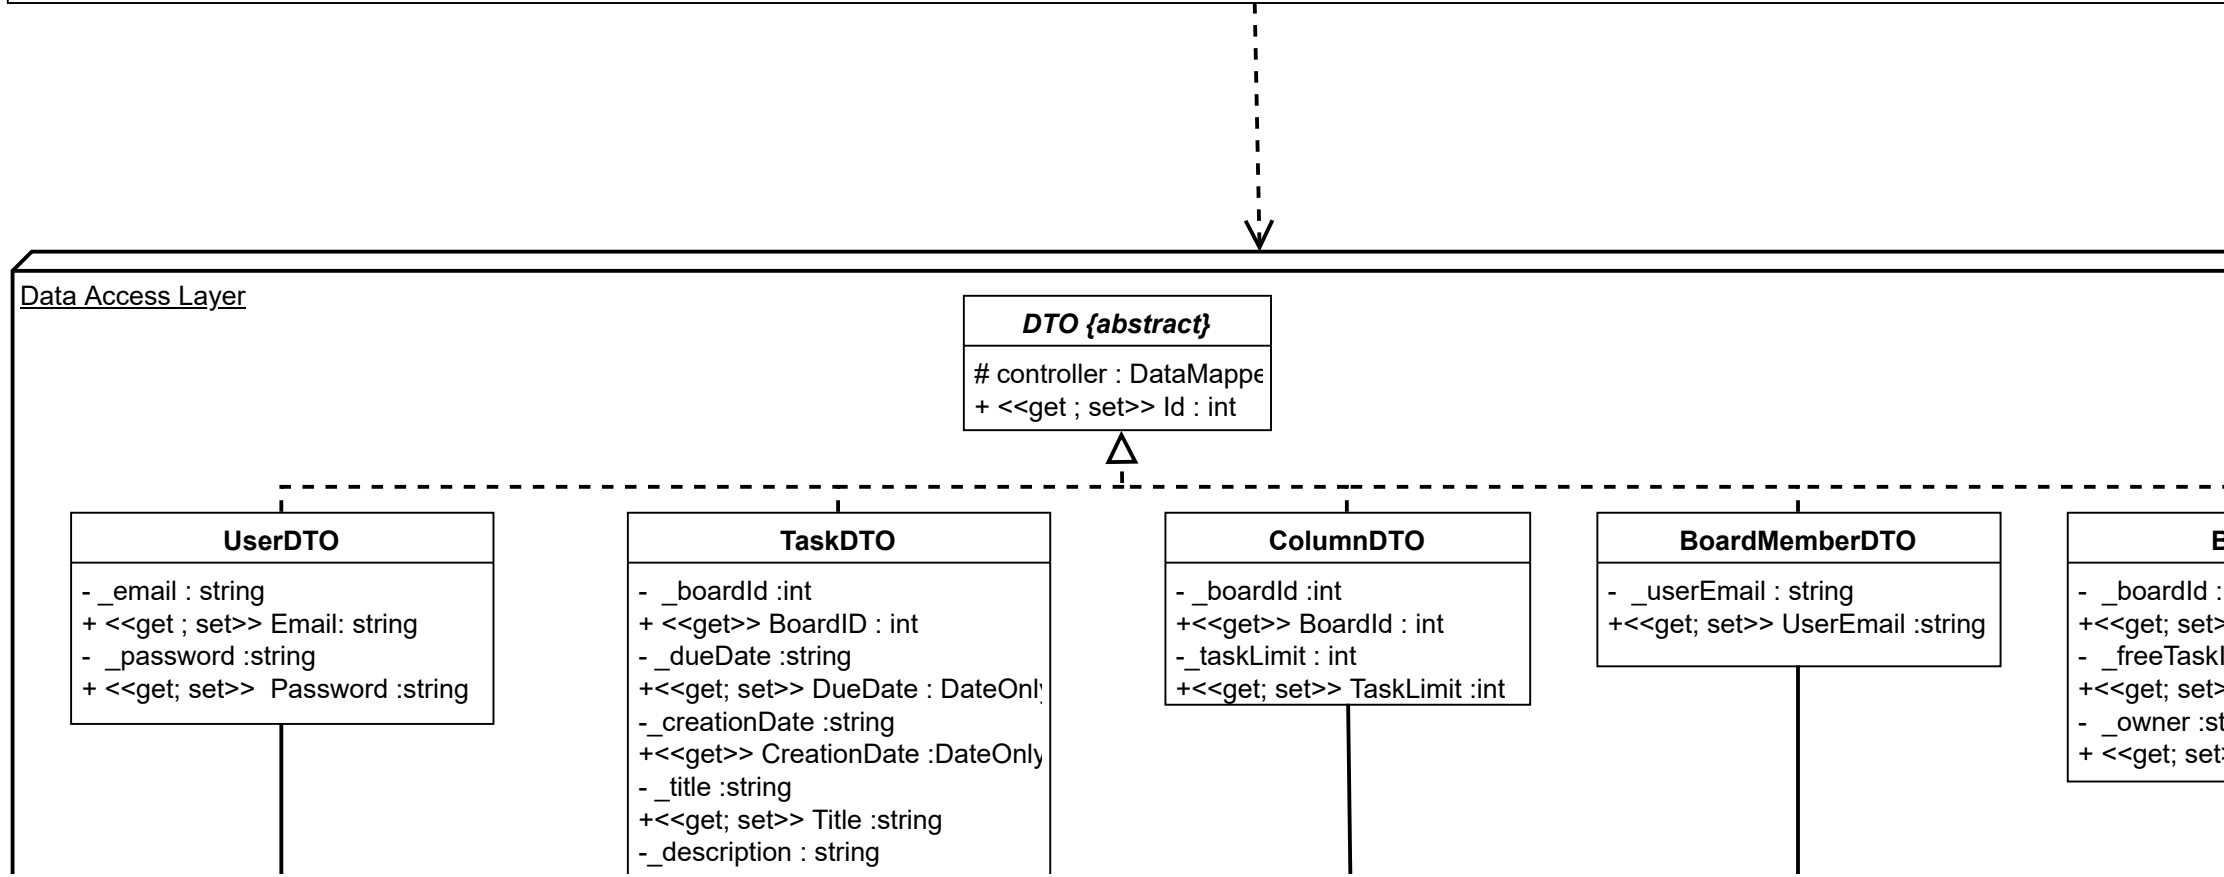 Data Access Layer
DTO {abstract}
# controller : DataMappe
+ <<get ; set>> Id : int
UserDTO
- _email : string
+ <<get ; set>> Email: string
-  _password :string
+ <<get; set>>  Password :string
TaskDTO
-  _boardId :int
+ <<get>> BoardID : int
- _dueDate :string
+<<get; set>> DueDate : DateOnly
-_creationDate :string
+<<get>> CreationDate :DateOnly
- _title :string
+<<get; set>> Title :string
-_description : string
ColumnDTO
- _boardId :int
+<<get>> BoardId : int
-_taskLimit : int
+<<get; set>> TaskLimit :int
BoardMemberDTO
-  _userEmail : string
+<<get; set>> UserEmail :string
B
-  _boardId :
+<<get; set>
-  _freeTaskI
+<<get; set>
-  _owner :st
+ <<get; set>